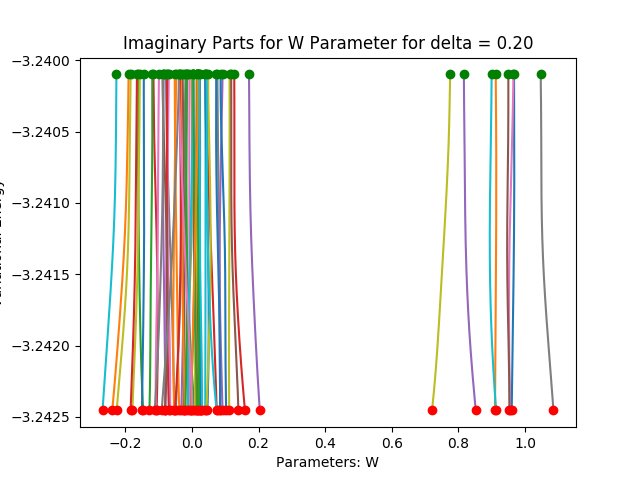 Imaginary Parts for W Parameter for delta = 0.20
−3.2400
−3.2405
−3.2410
−3.2415
−3.2420
−3.2425
−0.2 0.0 0.2 0.4 0.6 0.8 1.0
Parameters: W